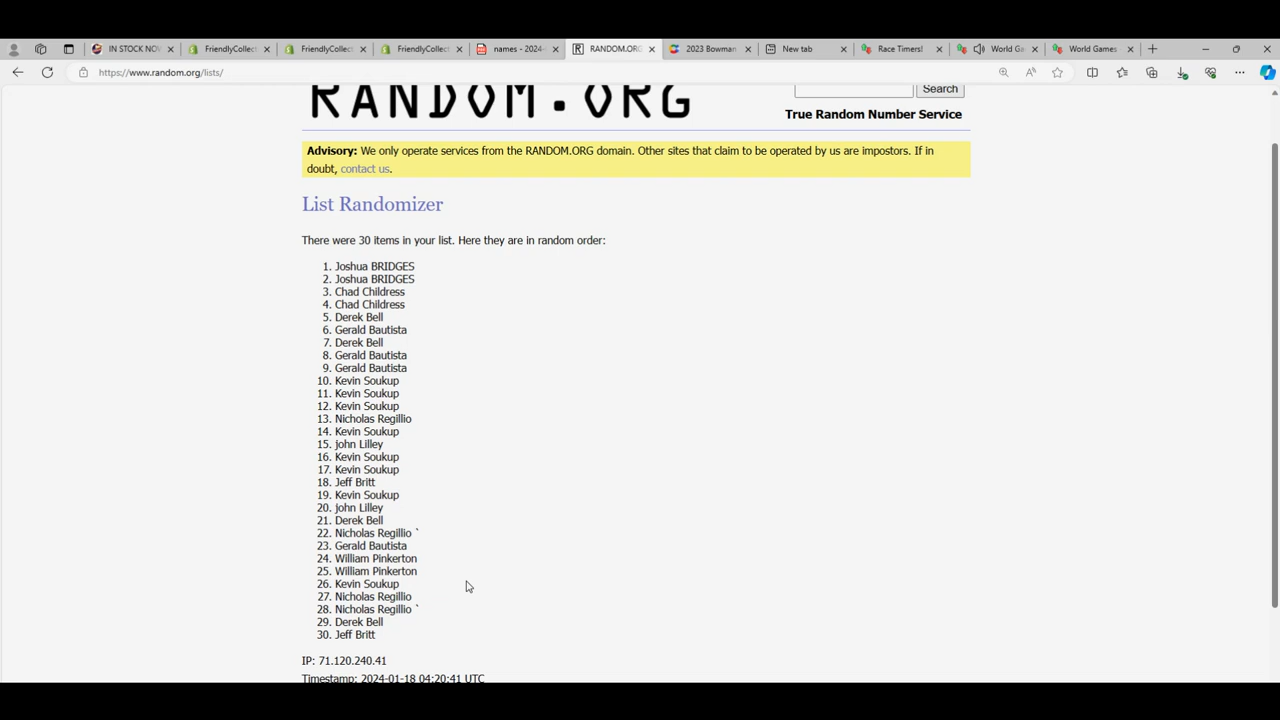 IN STOCK NOW
FriendlyCollect
FriendlyCollect
FriendlyCollect
names - 2024-
RANDOM.ORG
2023 Bowman
New tab
Race Timers!
World Ga
World Games
https://www.random.org/lists/
RANDOM.ORG
Search
True Random Number Service
Advisory: We only operate services from the RANDOM.ORG domain. Other sites that claim to be operated by us are impostors. If in
doubt, contact us.
List Randomizer
There were 30 items in your list. Here they are in random order:
1. Joshua BRIDGES
2. Joshua BRIDGES
3. Chad Childress
4. Chad Childress
5. Derek Bell
6. Gerald Bautista
7. Derek Bell
8. Gerald Bautista
9. Gerald Bautista
10. Kevin Soukup
11. Kevin Soukup
12. Kevin Soukup
13. Nicholas Regillio
14. Kevin Soukup
15. john Lilley
16. Kevin Soukup
17. Kevin Soukup
18. Jeff Britt
19. Kevin Soukup
20. john Lilley
21. Derek Bell
22. Nicholas Regillio `
23. Gerald Bautista
24. William Pinkerton
25. William Pinkerton
26. Kevin Soukup
27. Nicholas Regillio
28. Nicholas Regillio `
29. Derek Bell
30. Jeff Britt
IP: 71.120.240.41
Timestamp: 2024-01-18 04:20:41 UTC